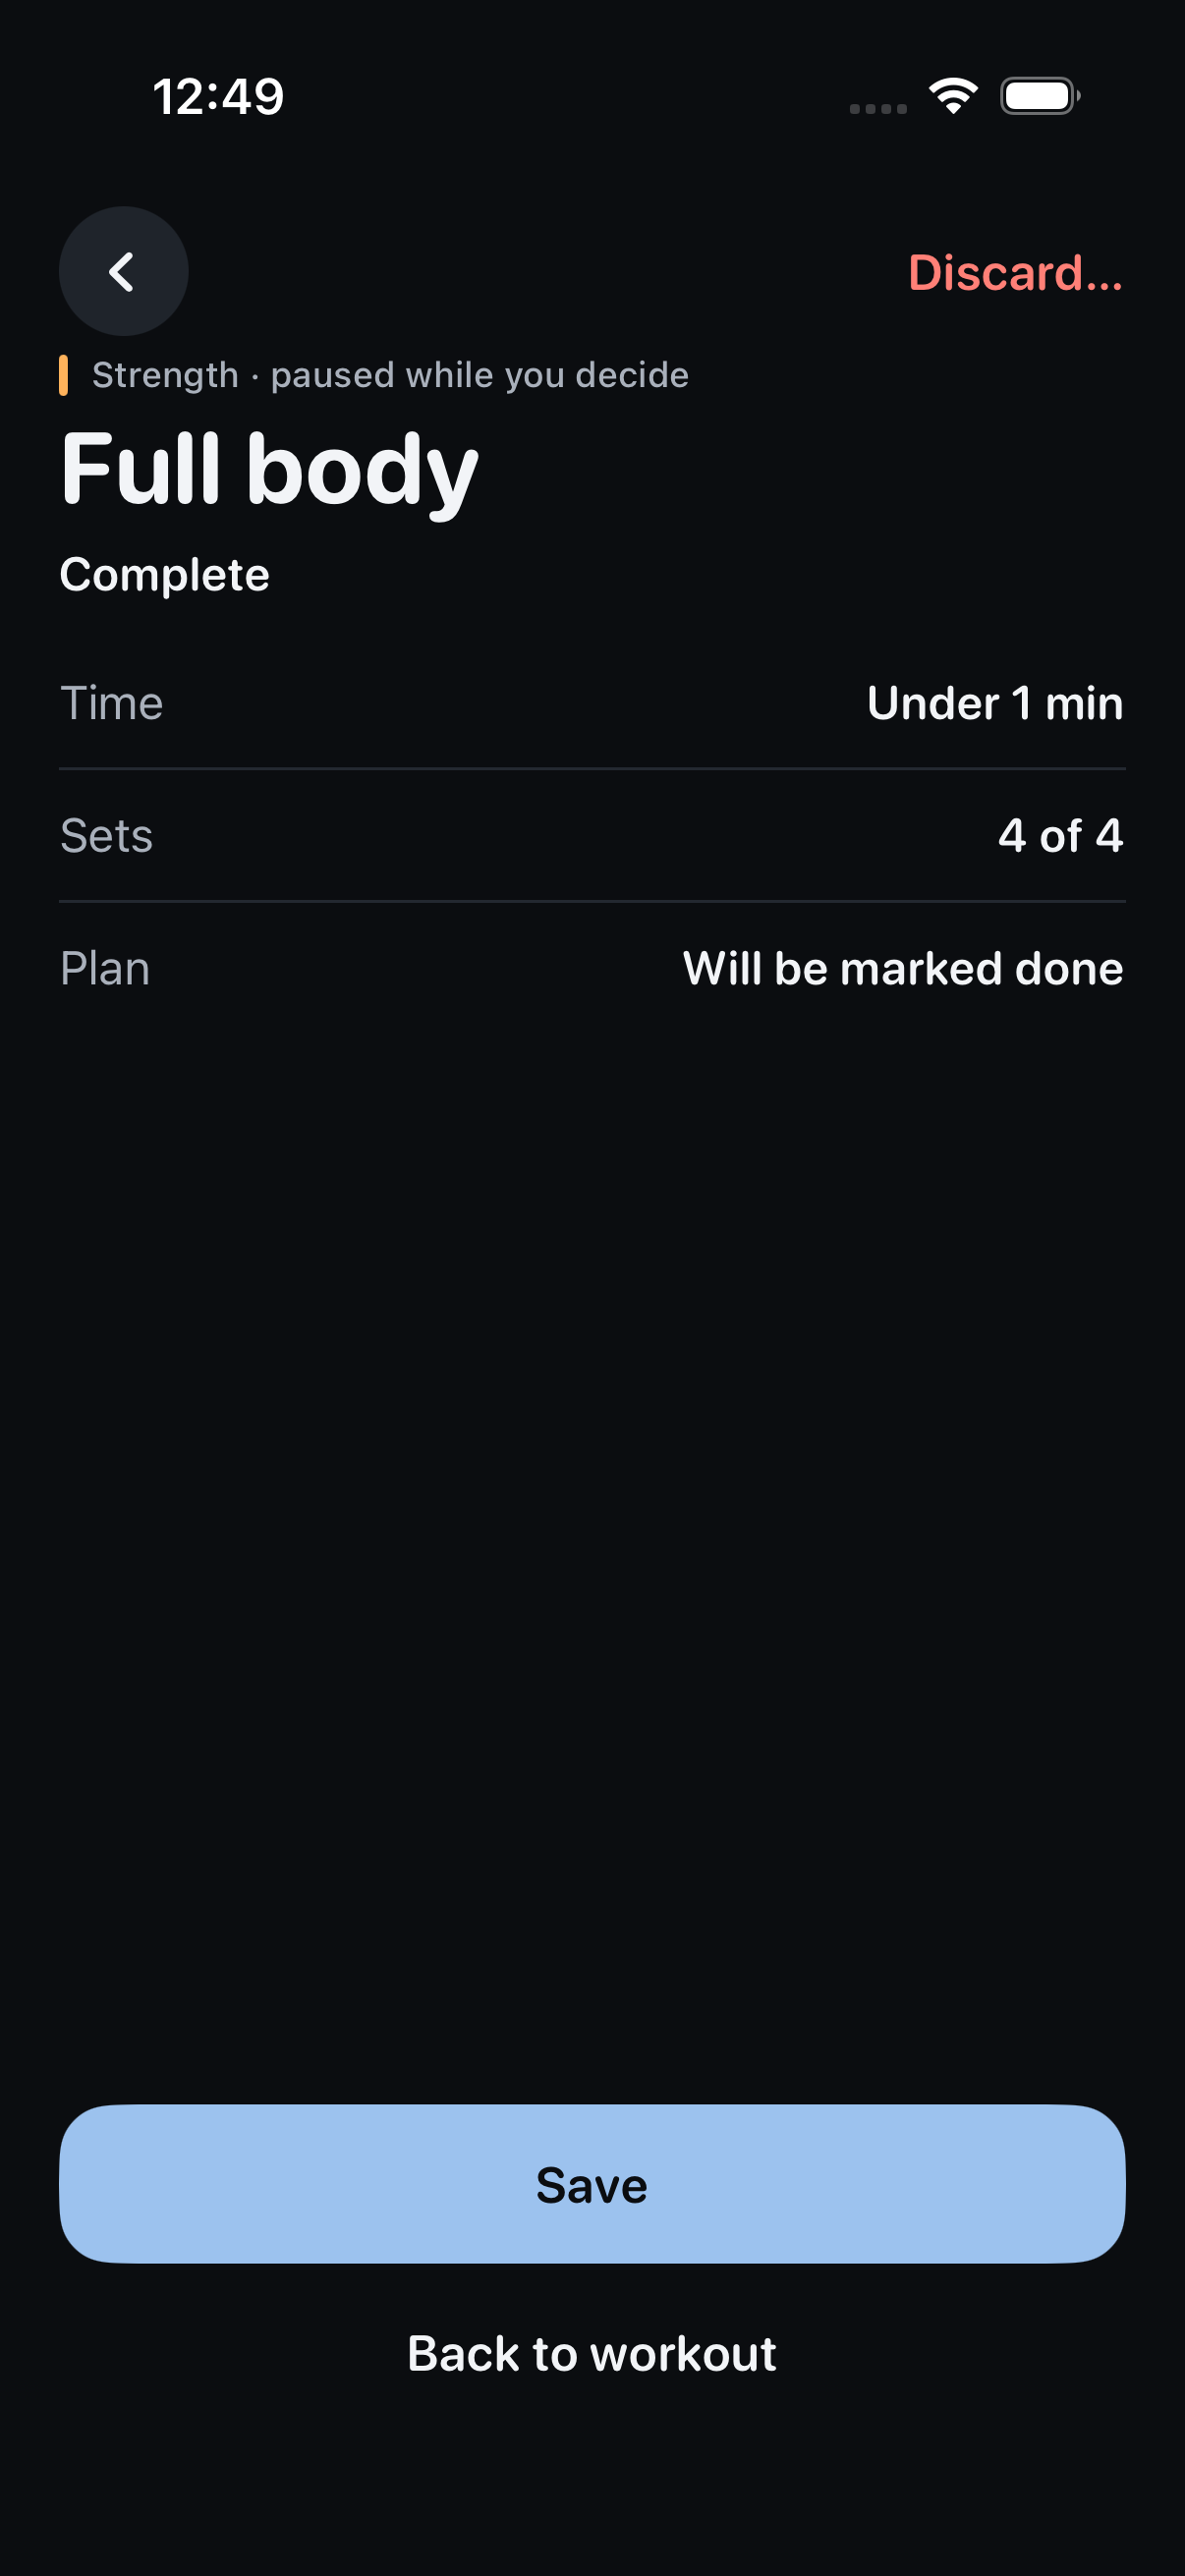 12:49
Discard...
Strength · paused while you decide
Full body
Complete
Time Under 1 min
Sets 4 of 4
Plan Will be marked done
Save
Back to workout